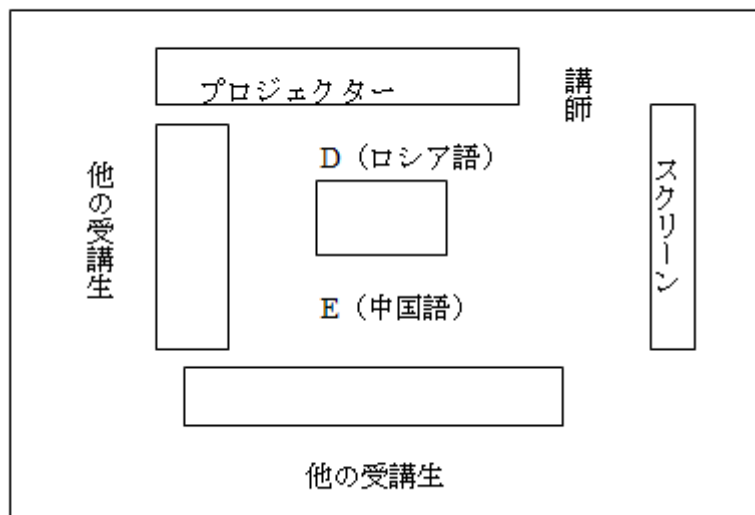 プロジェクター
講師
D（ロシア語）
スクリーン
他の受講生
E（中国語）
他の受講生